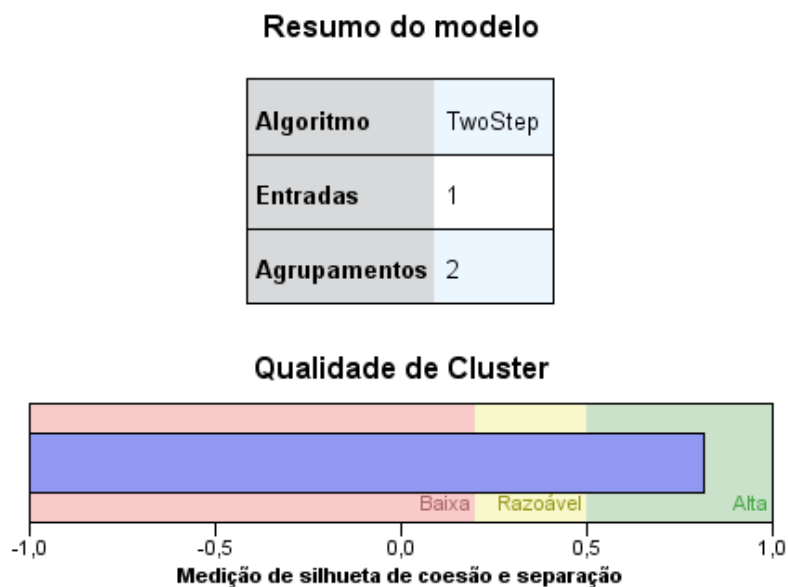 Resumo do modelo
Algoritmo TwoStep
Entradas 1
Agrupamentos 2
Qualidade de Cluster
Baixa Razoável Alta
-1,0 -0,5 0,0 0,5 1,0
Medição de silhueta de coesão e separação